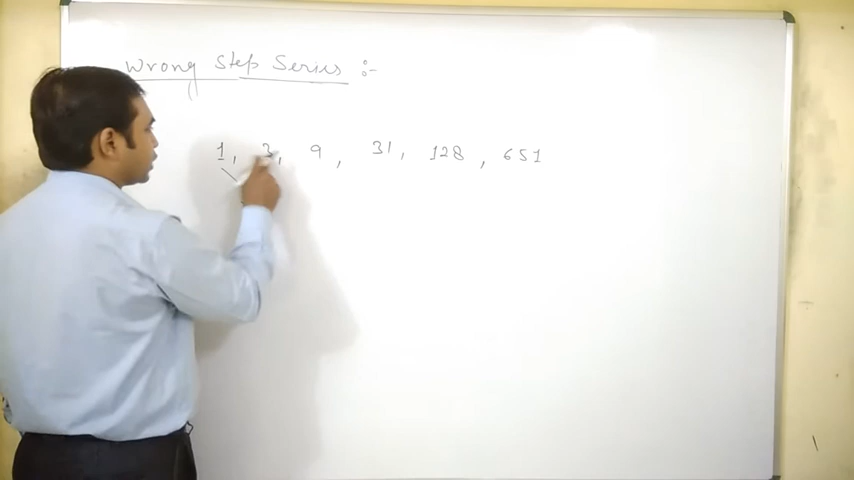 Wrong Step Series :-
1, 3, 9, 31, 128, 651